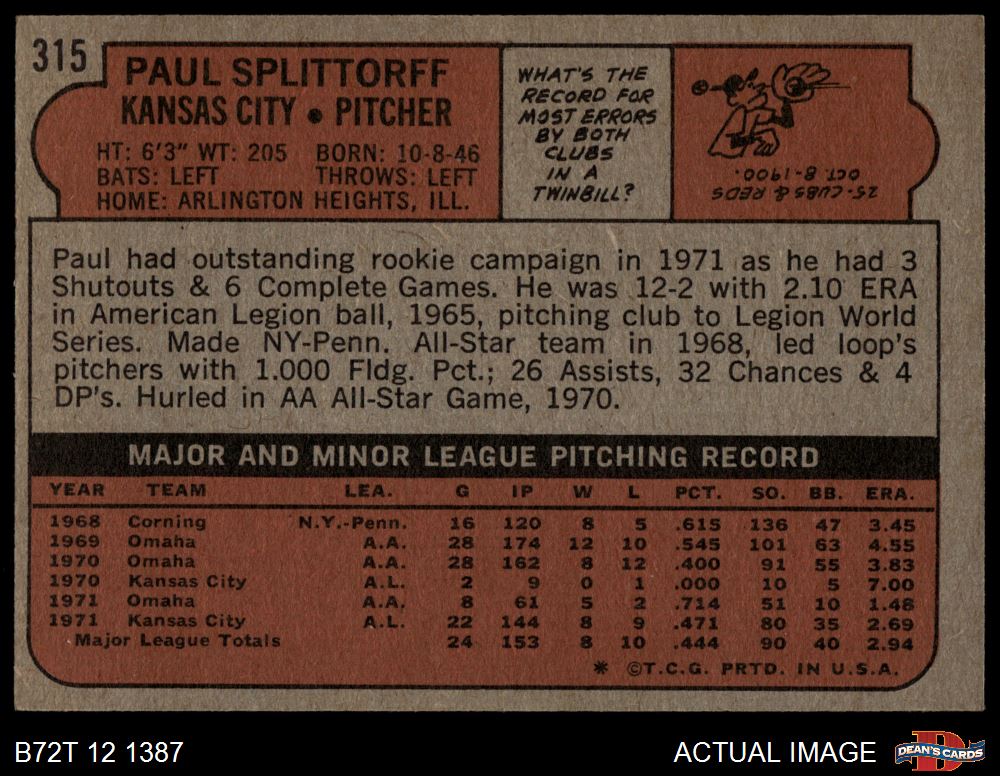 315
PAUL SPLITTORFF
KANSAS CITY • PITCHER
HT: 6'3" WT: 205 BORN: 10-8-46
BATS: LEFT THROWS: LEFT
HOME: ARLINGTON HEIGHTS, ILL.
WHAT'S THE
RECORD FOR
MOST ERRORS
BY BOTH
CLUBS
IN A
TWINBILL?
25-CUBS & REDS
OCT. 8-1900.
Paul had outstanding rookie campaign in 1971 as he had 3
Shutouts & 6 Complete Games. He was 12-2 with 2.10 ERA
in American Legion ball, 1965, pitching club to Legion World
Series. Made NY-Penn. All-Star team in 1968, led loop's
pitchers with 1.000 Fldg. Pct.; 26 Assists, 32 Chances & 4
DP's. Hurled in AA All-Star Game, 1970.
MAJOR AND MINOR LEAGUE PITCHING RECORD
YEAR TEAM LEA. G IP W L PCT. SO. BB. ERA.
1968 Corning N.Y.-Penn. 16 120 8 5 .615 136 47 3.45
1969 Omaha A.A. 28 174 12 10 .545 101 63 4.55
1970 Omaha A.A. 28 162 8 12 .400 91 55 3.83
1970 Kansas City A.L. 2 9 0 1 .000 10 5 7.00
1971 Omaha A.A. 8 61 5 2 .714 51 10 1.48
1971 Kansas City A.L. 22 144 8 9 .471 80 35 2.69
Major League Totals 24 153 8 10 .444 90 40 2.94
* ©T.C.G. PRTD. IN U.S.A.
B72T 12 1387
ACTUAL IMAGE
DEAN'S CARDS